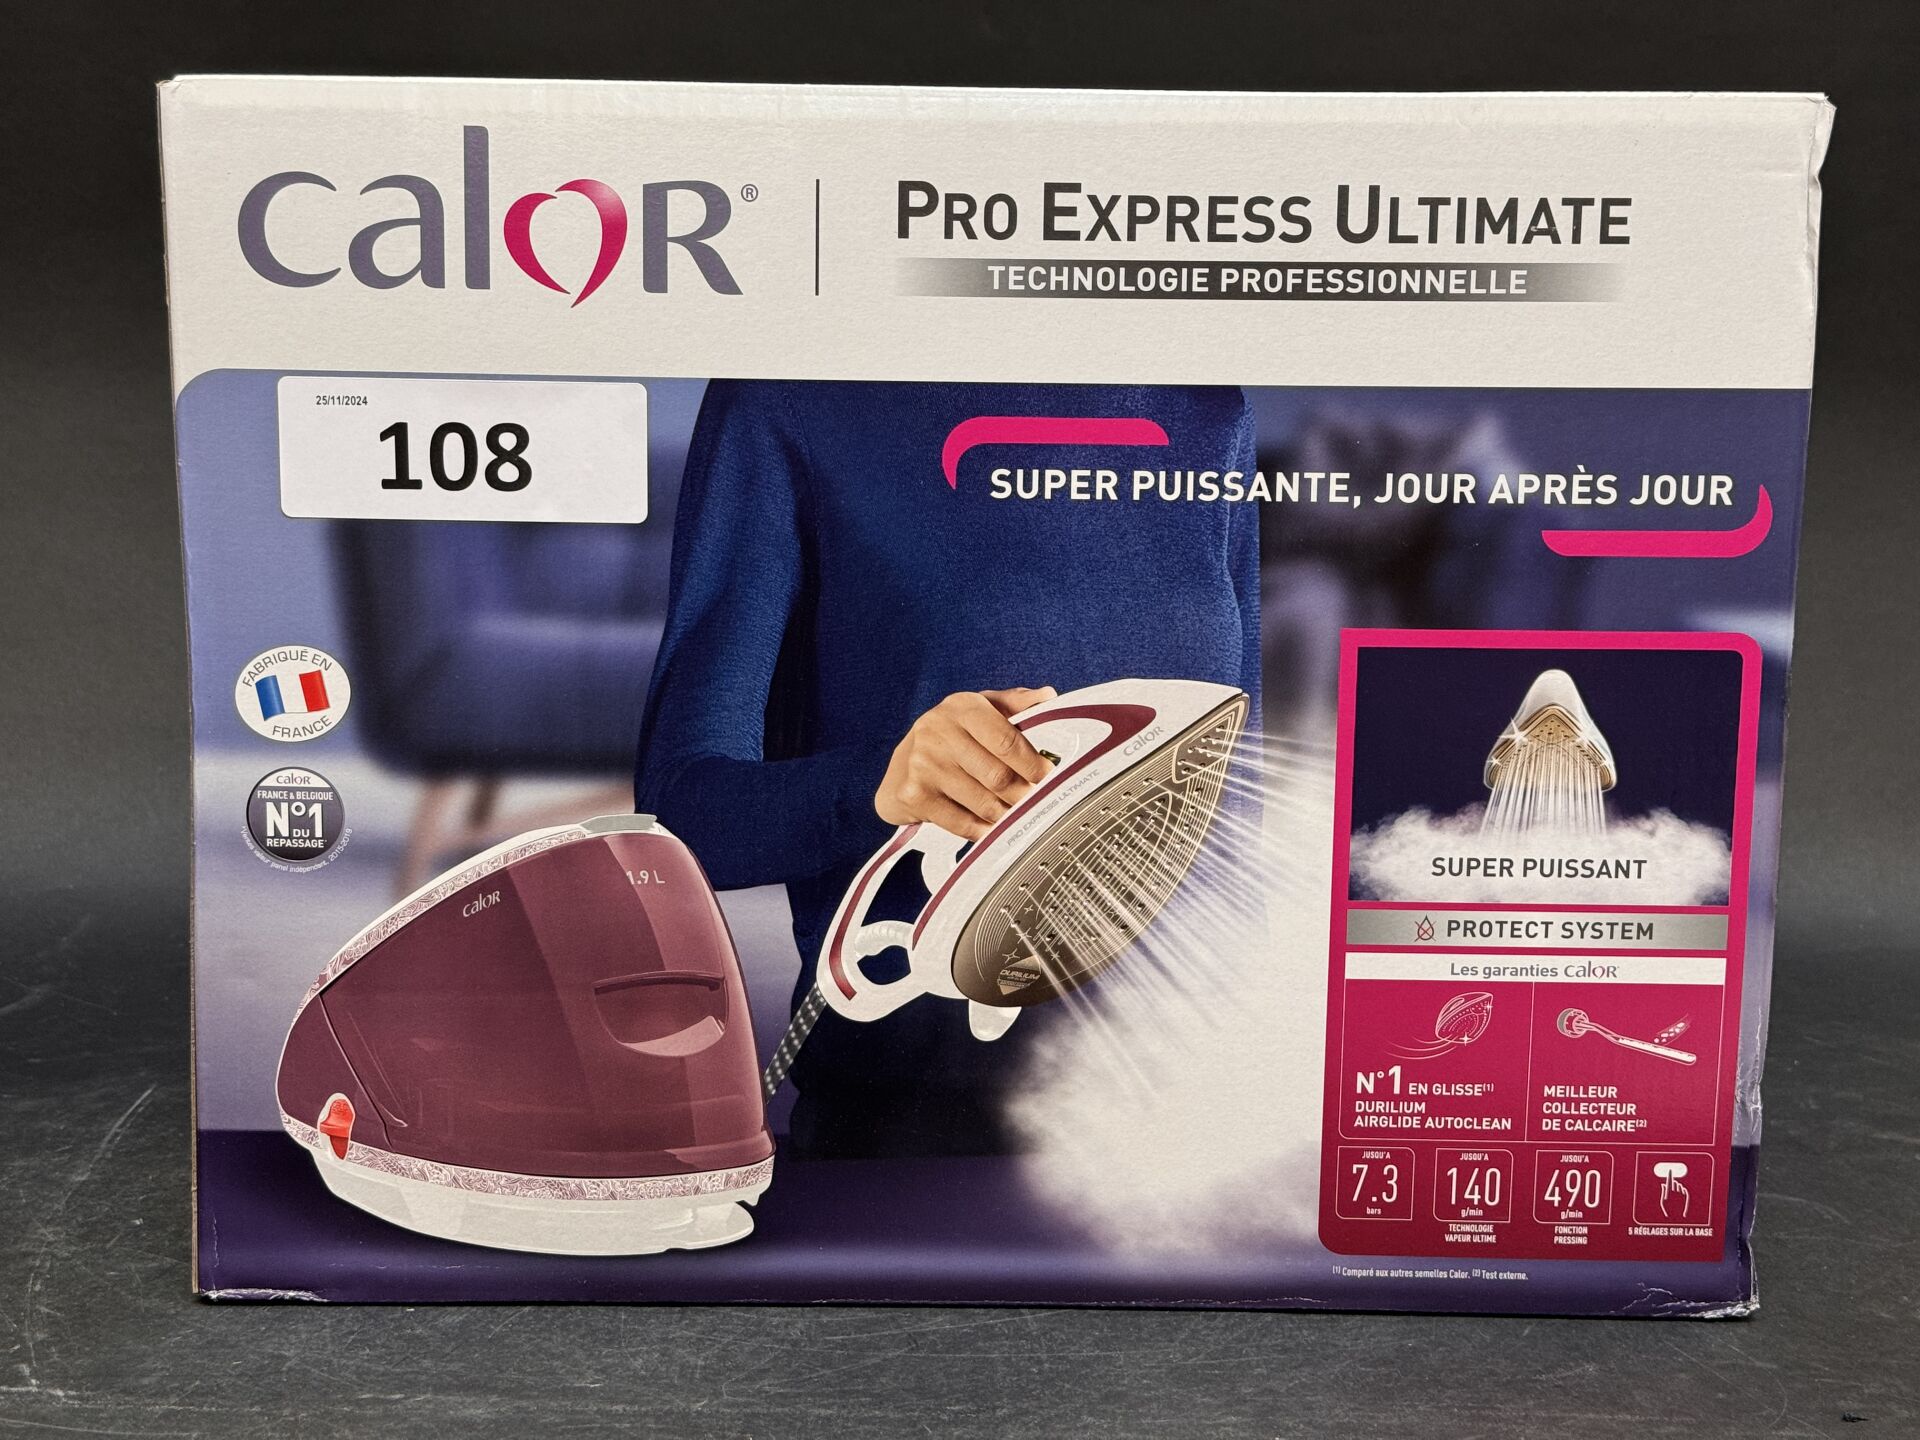 calor®
PRO EXPRESS ULTIMATE
TECHNOLOGIE PROFESSIONNELLE
25/11/2024
108
SUPER PUISSANTE, JOUR APRÈS JOUR
FABRIQUÉ EN
FRANCE
calor
FRANCE & BELGIQUE
N°1
DU
REPASSAGE*
calor
1.9 L
calor
PRO EXPRESS ULTIMATE
DURILIUM
SUPER PUISSANT
PROTECT SYSTEM
Les garanties calor
N°1 EN GLISSE(1)
DURILIUM
AIRGLIDE AUTOCLEAN
MEILLEUR
COLLECTEUR
DE CALCAIRE(2)
JUSQU'A
7.3
bars
JUSQU'A
140
g/min
TECHNOLOGIE
VAPEUR ULTIME
JUSQU'A
490
g/min
FONCTION
PRESSING
5 RÉGLAGES SUR LA BASE
(1) Comparé aux autres semelles Calor. (2) Test externe.